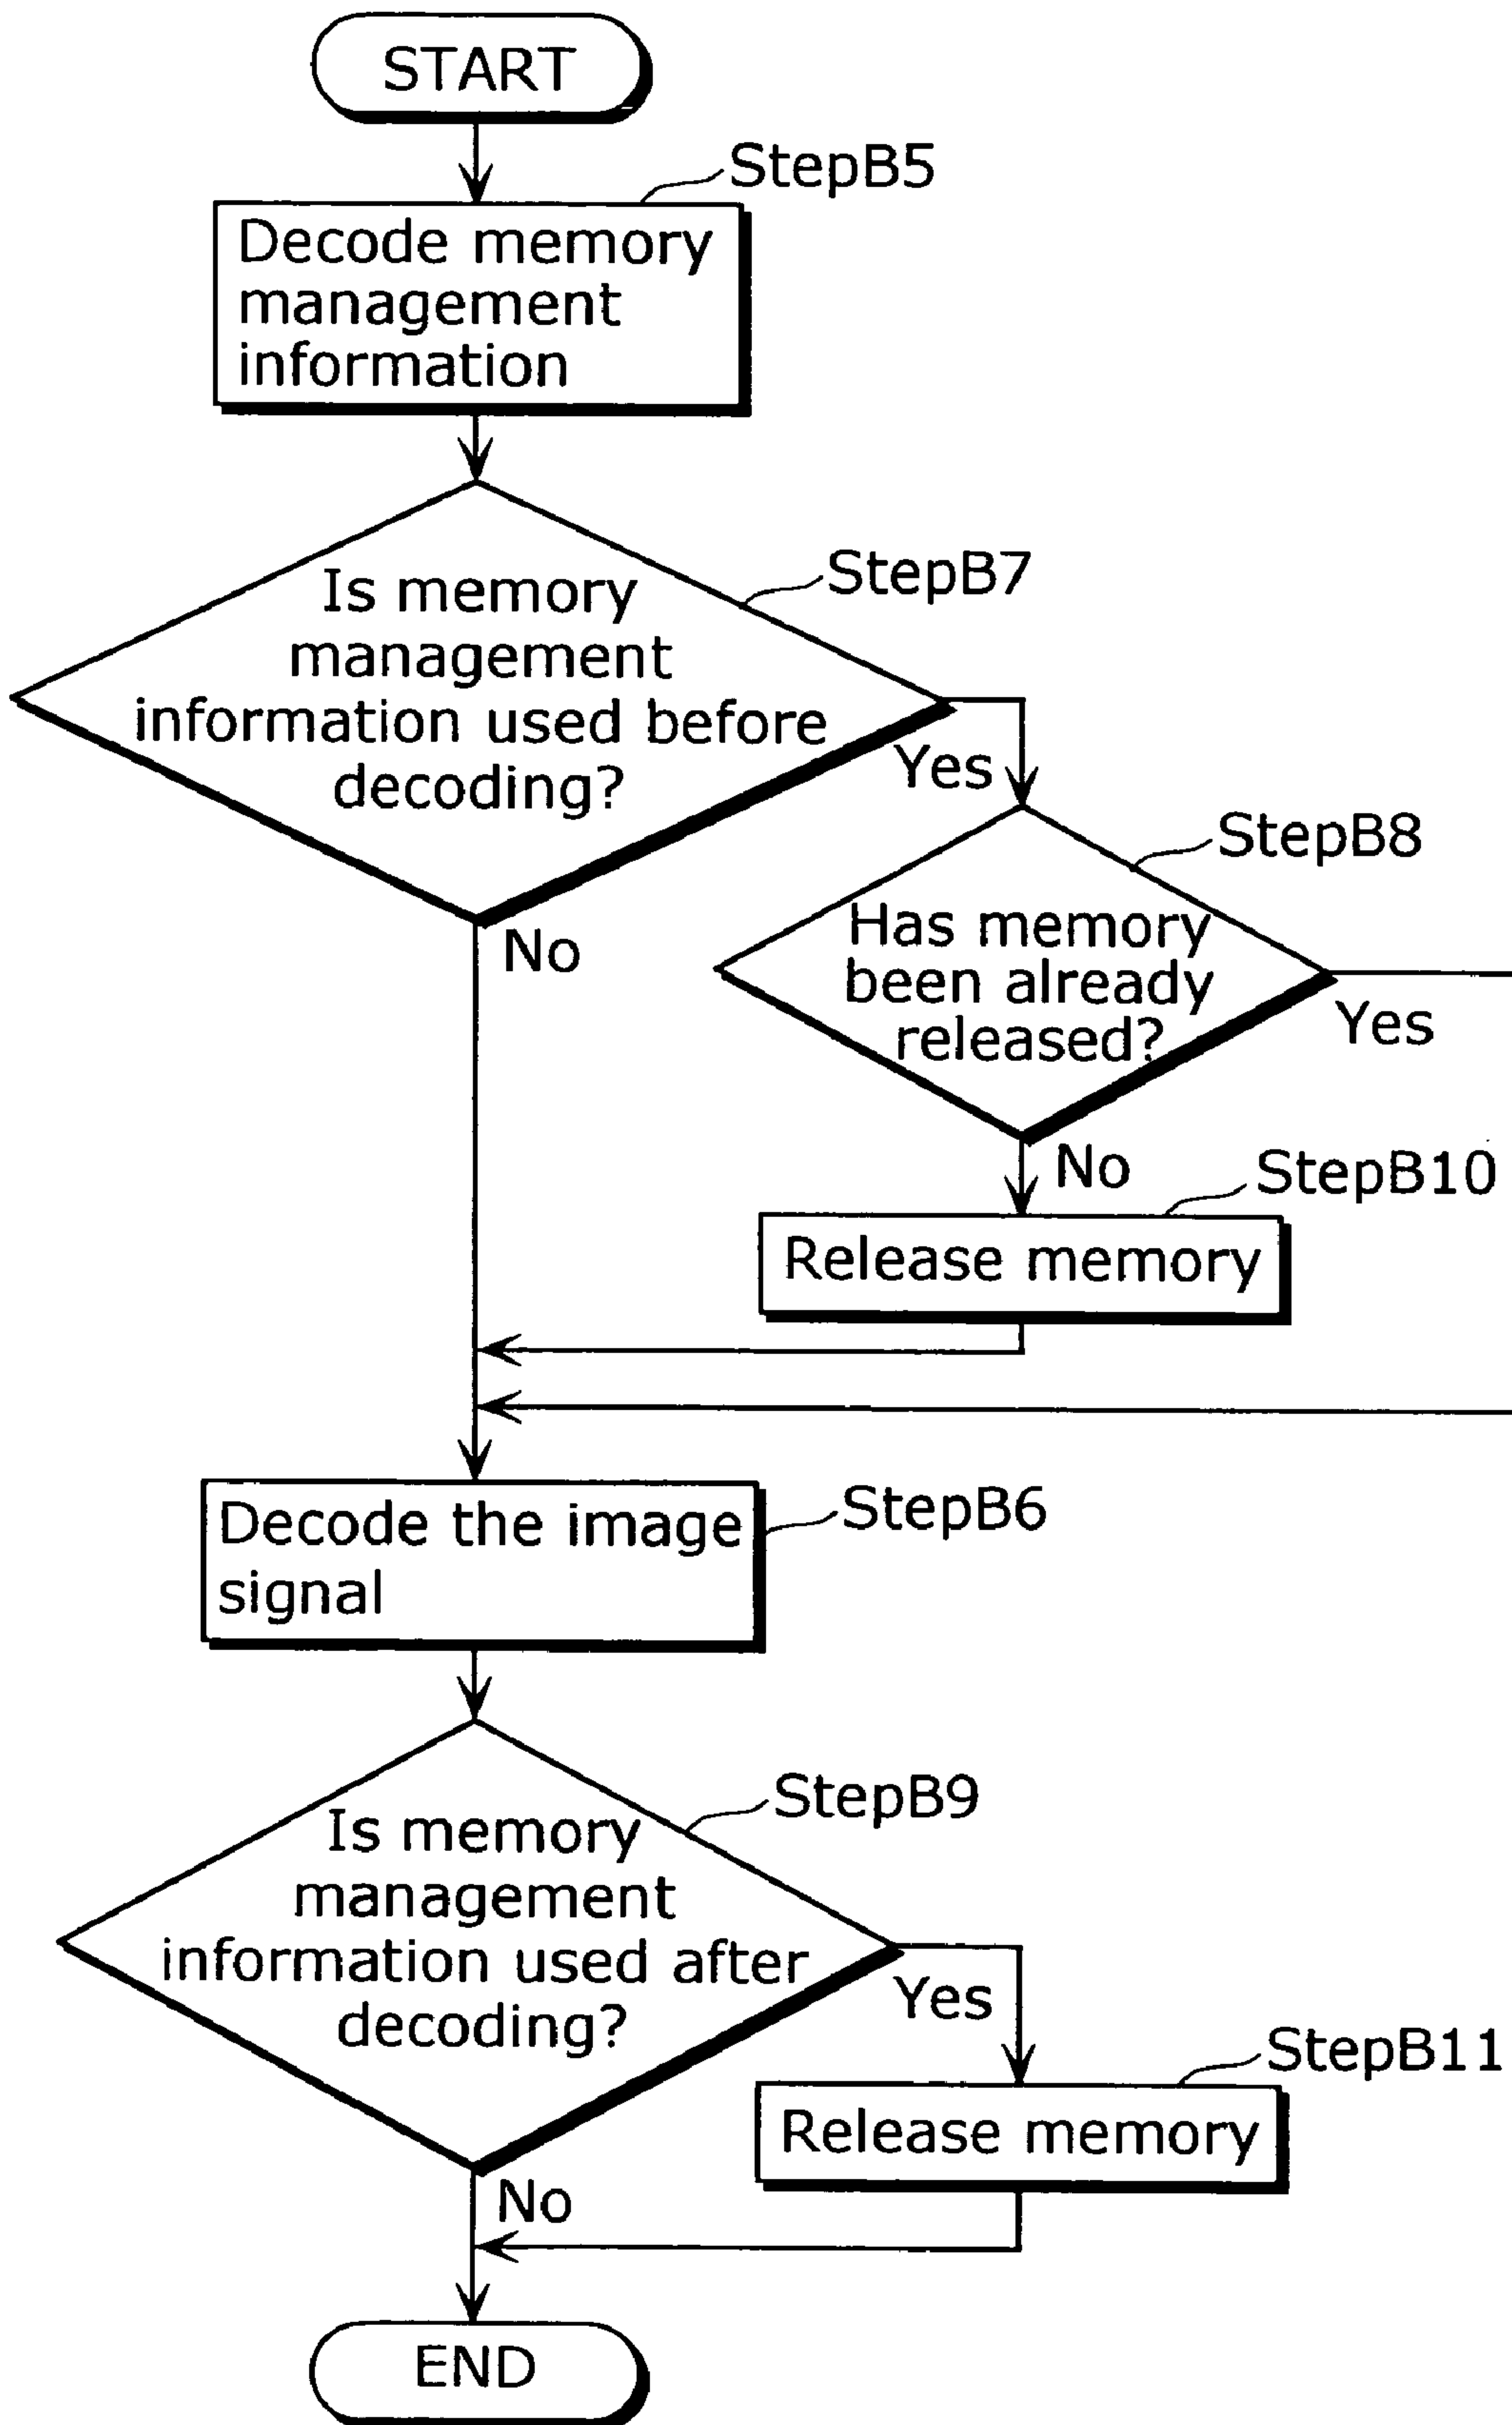 START
StepB5
Decode memory
management
information
StepB7
Is memory
management
information used before
decoding?
Yes
No
StepB8
Has memory
been already
released?
Yes
No
StepB10
Release memory
StepB6
Decode the image
signal
StepB9
Is memory
management
information used after
decoding?
Yes
StepB11
Release memory
No
END